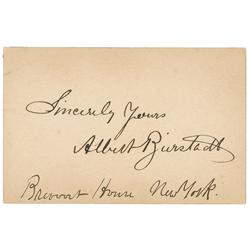 Sincerely Yours
Albert Bierstadt
Brevoort House New York.